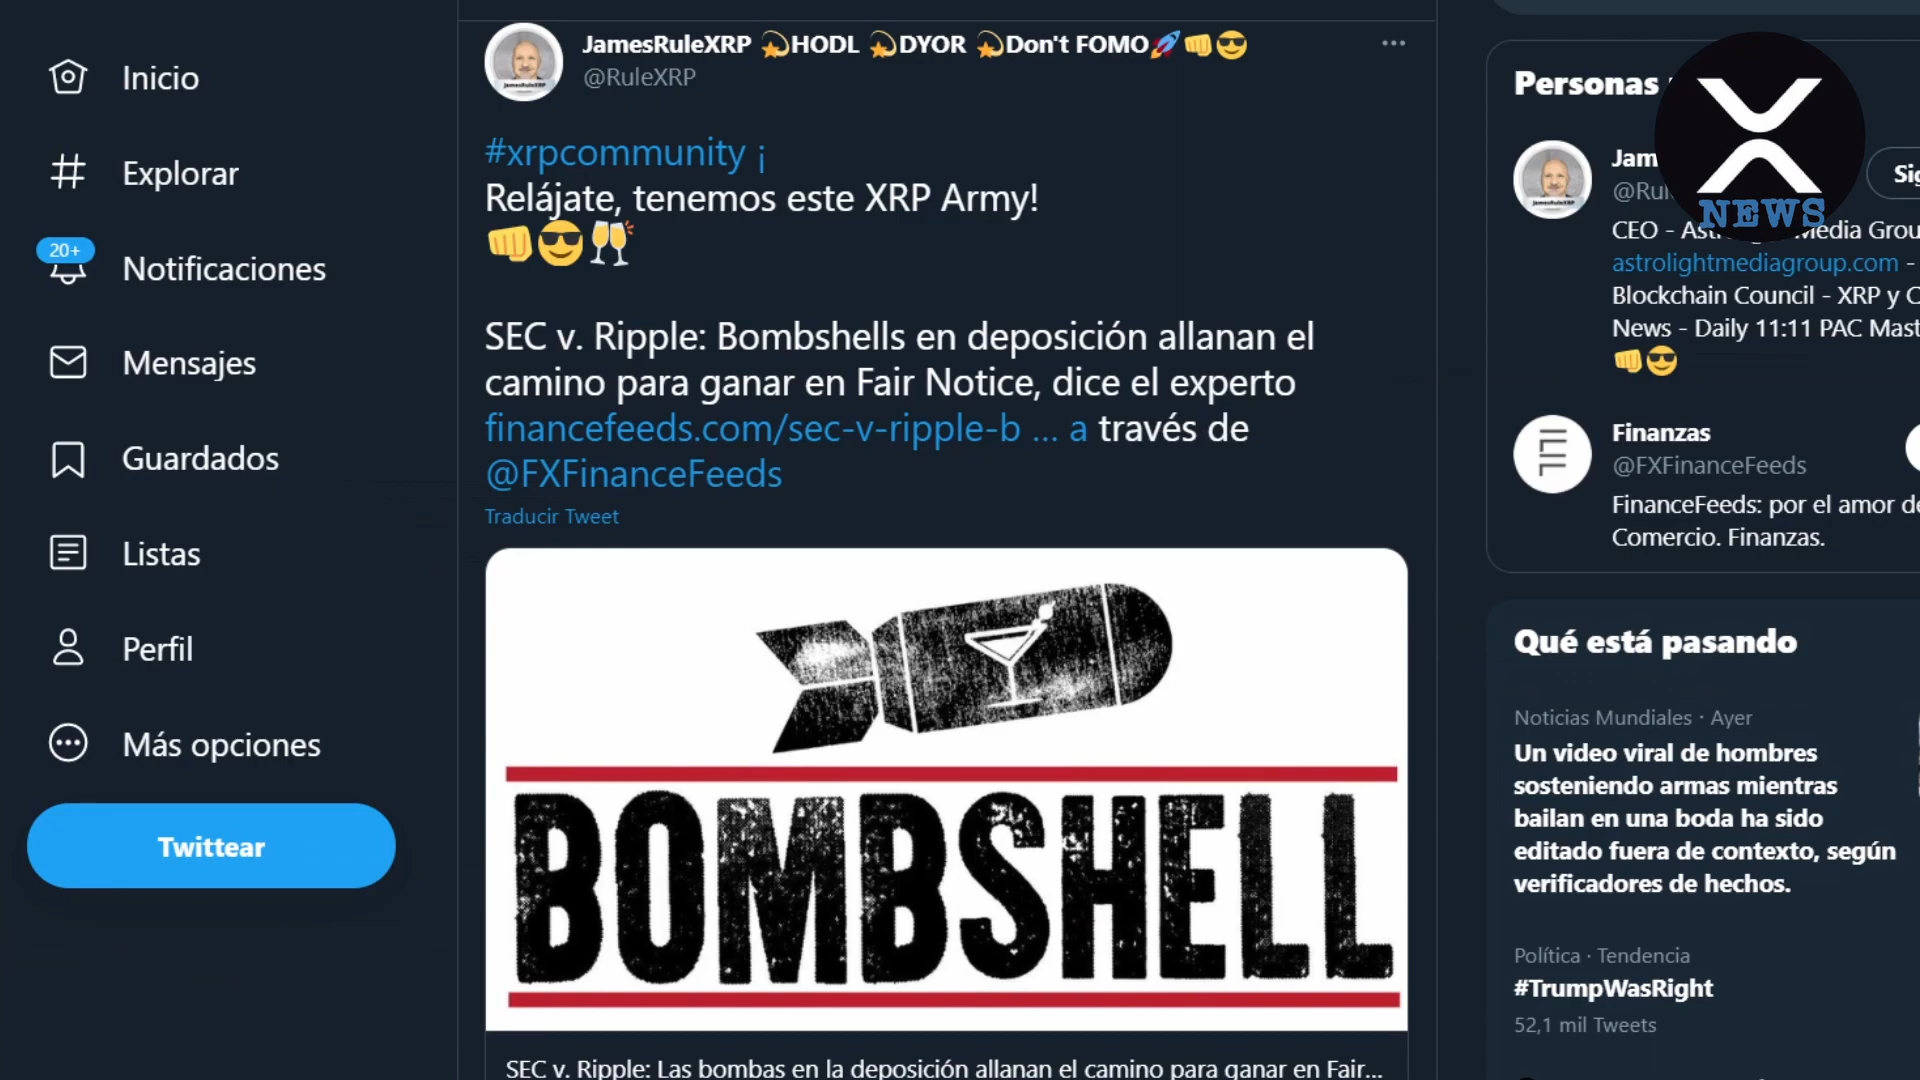 Inicio
Explorar
20+
Notificaciones
Mensajes
Guardados
Listas
Perfil
Más opciones
Twittear
JamesRuleXRP 💫HODL 💫DYOR 💫Don't FOMO🚀👊😎
@RuleXRP
#xrpcommunity ¡
Relájate, tenemos este XRP Army!
👊😎🥂
SEC v. Ripple: Bombshells en deposición allanan el
camino para ganar en Fair Notice, dice el experto
financefeeds.com/sec-v-ripple-b ... a través de
@FXFinanceFeeds
Traducir Tweet
BOMBSHELL
SEC v. Ripple: Las bombas en la deposición allanan el camino para ganar en Fair...
Personas
NEWS
Jam
@Rul
Sig
CEO - Ast Media Grou
astrolightmediagroup.com -
Blockchain Council - XRP y C
News - Daily 11:11 PAC Mast
👊😎
Finanzas
@FXFinanceFeeds
FinanceFeeds: por el amor de
Comercio. Finanzas.
Qué está pasando
Noticias Mundiales · Ayer
Un video viral de hombres
sosteniendo armas mientras
bailan en una boda ha sido
editado fuera de contexto, según
verificadores de hechos.
Política · Tendencia
#TrumpWasRight
52,1 mil Tweets